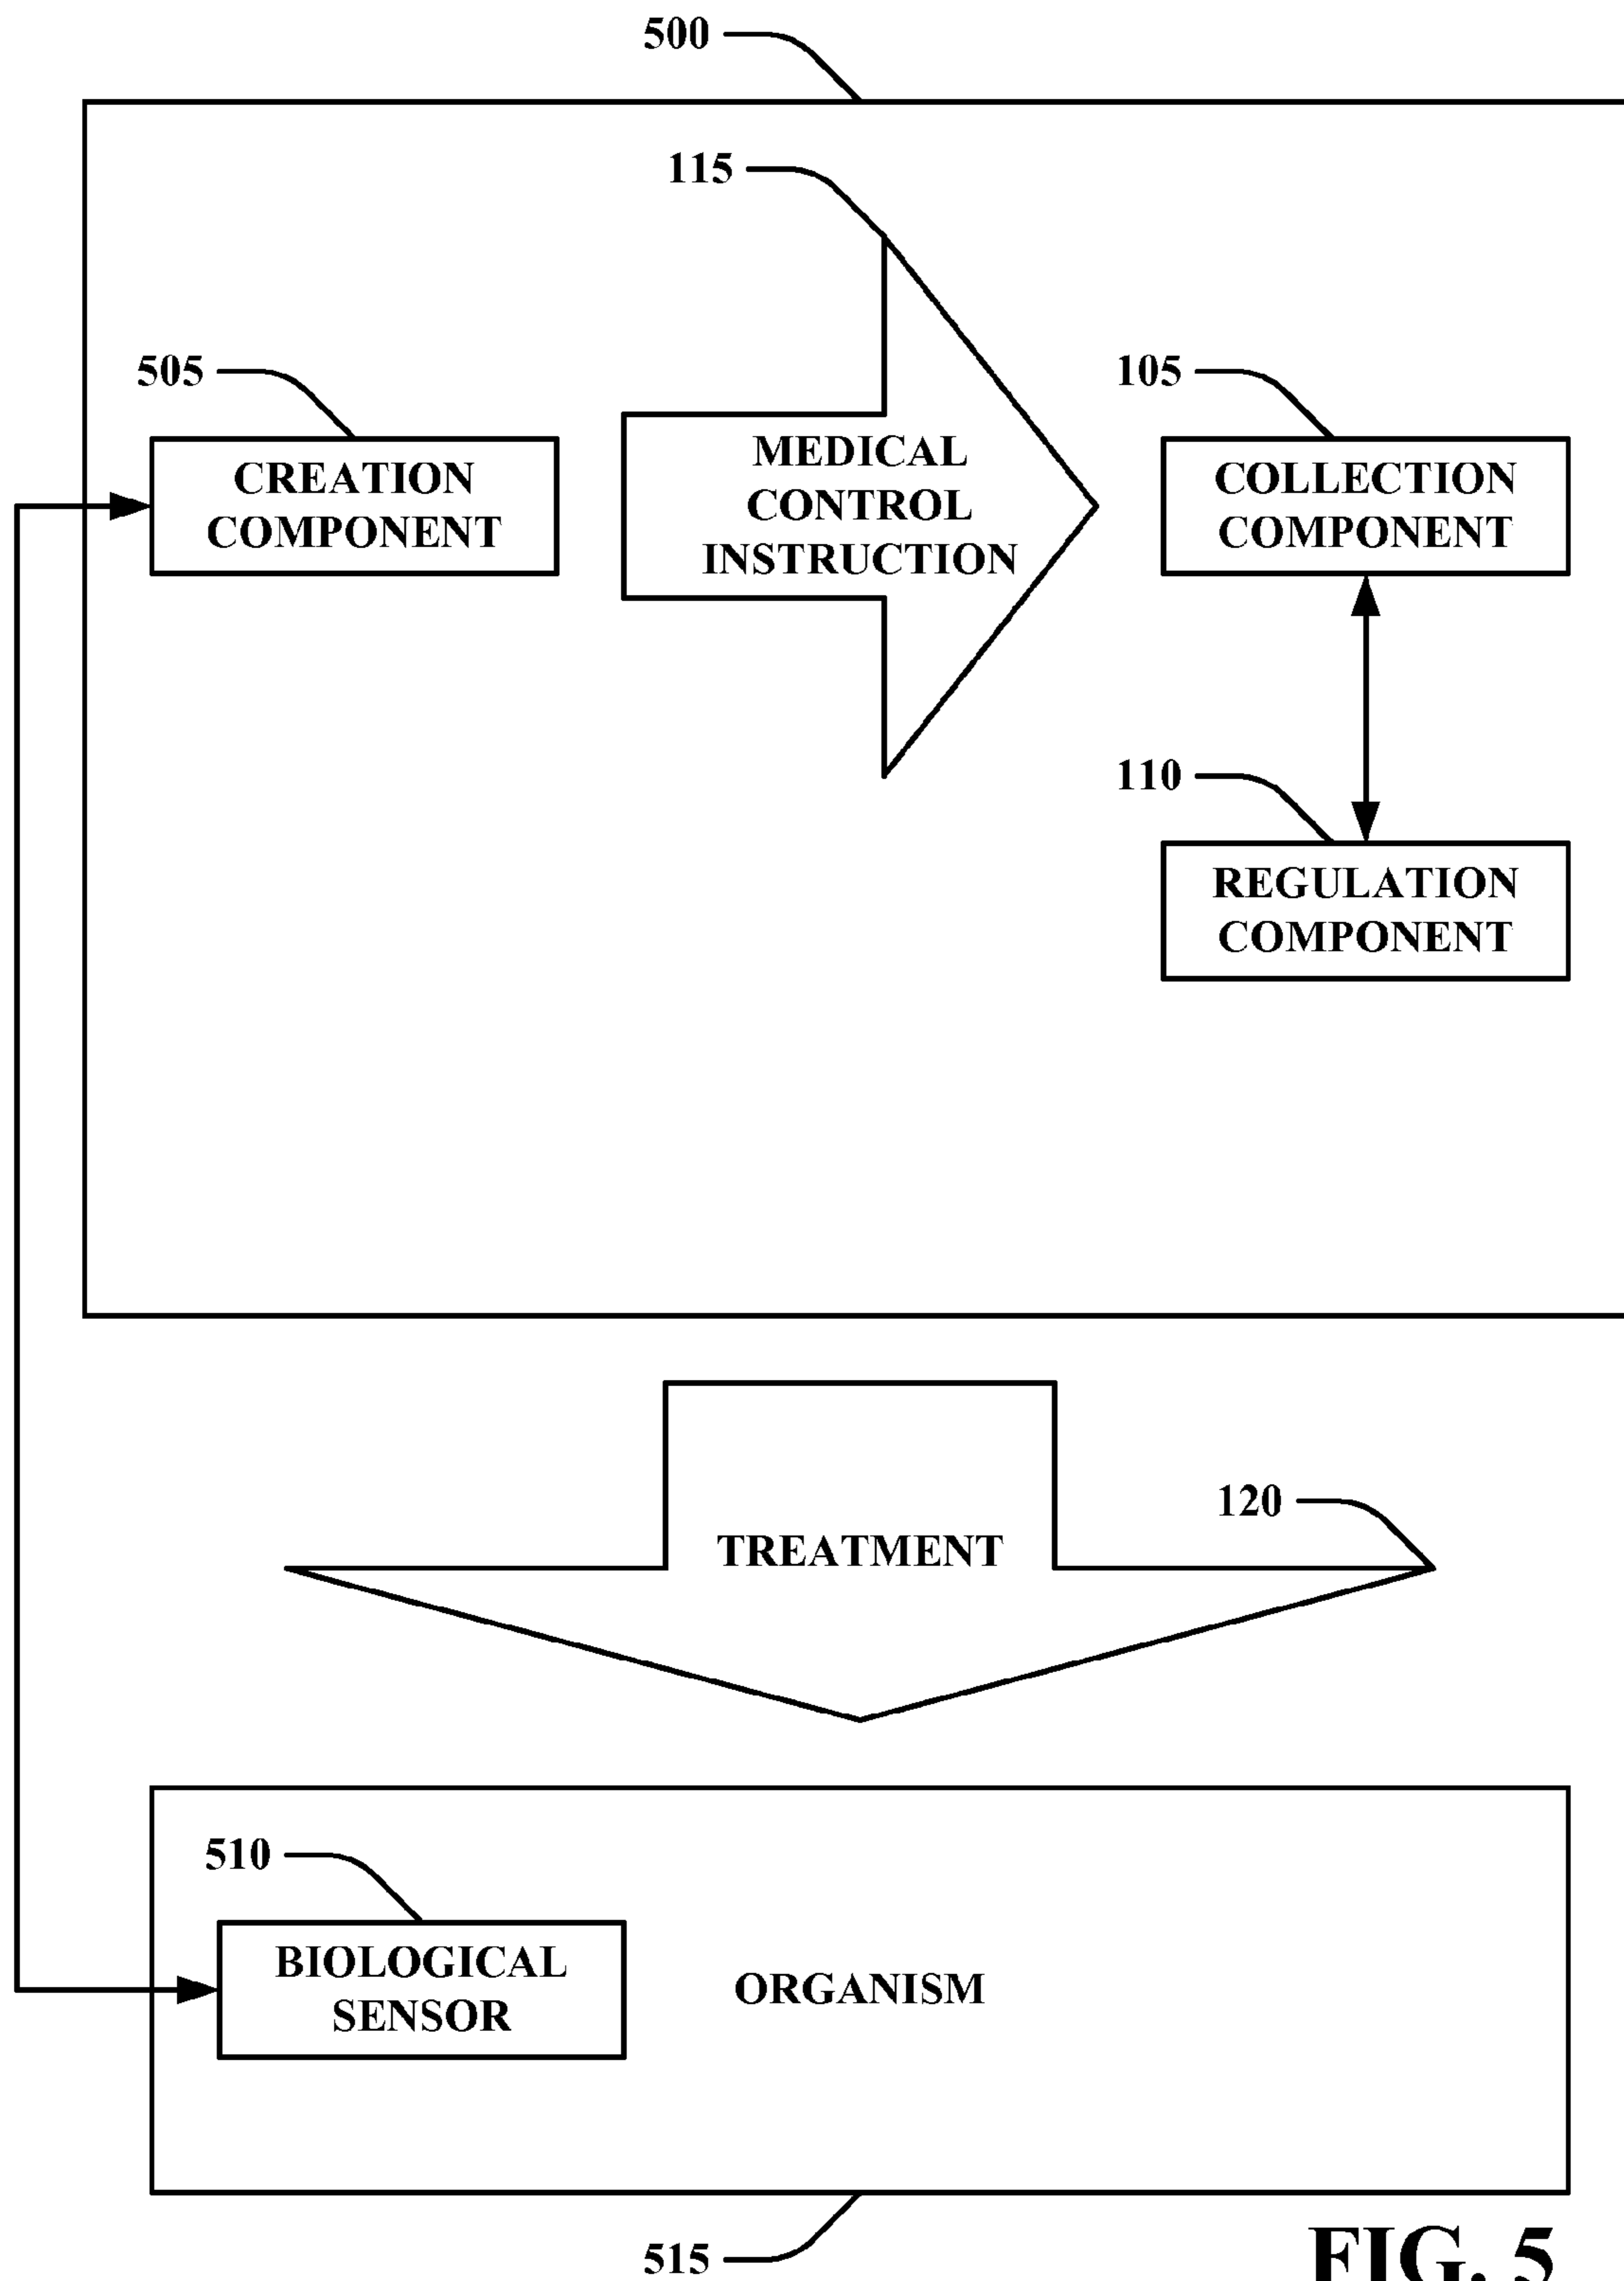 500
115
505
105
CREATION
COMPONENT
MEDICAL
CONTROL
INSTRUCTION
COLLECTION
COMPONENT
110
REGULATION
COMPONENT
120
TREATMENT
510
BIOLOGICAL
SENSOR
ORGANISM
515
FIG. 5